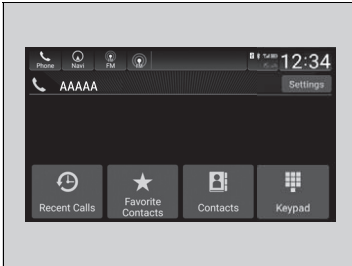 Phone Navi FM
12:34
AAAAA
Settings
Recent Calls
Favorite
Contacts
Contacts
Keypad